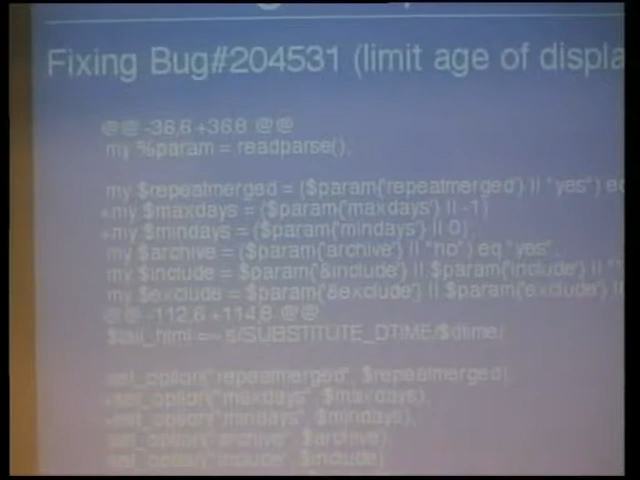 Fixing Bug#204531 (limit age of displa
@@ -36,6 +36,8 @@
my %param = readparse();
my $repeatmerged = ($param{'repeatmerged'} || "yes") eq
+my $maxdays = ($param{'maxdays'} || -1)
+my $mindays = ($param{'mindays'} || 0);
my $archive = ($param{'archive'} || "no") eq "yes";
my $include = $param{'&include'} || $param{'include'} || "
my $exclude = $param{'&exclude'} || $param{'exclude'} ||
@@ -112,6 +114,8 @@
$tail_html =~ s/SUBSTITUTE_DTIME/$dtime/
set_option("repeatmerged", $repeatmerged);
+set_option("maxdays", $maxdays);
+set_option("mindays", $mindays);
set_option("archive", $archive);
set_option("include", $include)